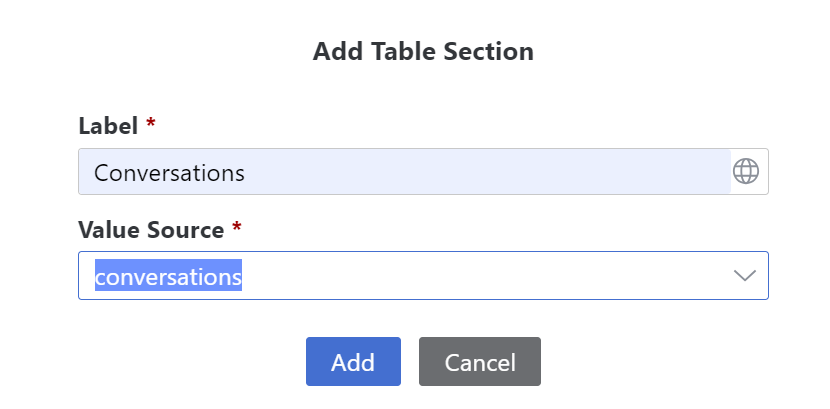 Add Table Section
Label *
Conversations
Value Source *
conversations
Add
Cancel